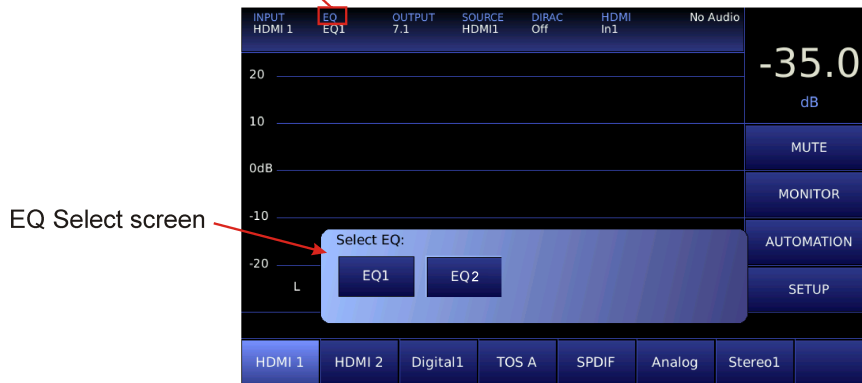 INPUT EQ OUTPUT SOURCE DIRAC HDMI No Audio
HDMI 1 EQ1 7.1 HDMI1 Off In1
-35.0
dB
20
10
0dB
-10
-20
L
MUTE
MONITOR
AUTOMATION
SETUP
EQ Select screen
Select EQ:
EQ1 EQ2
HDMI 1 HDMI 2 Digital1 TOS A SPDIF Analog Stereo1